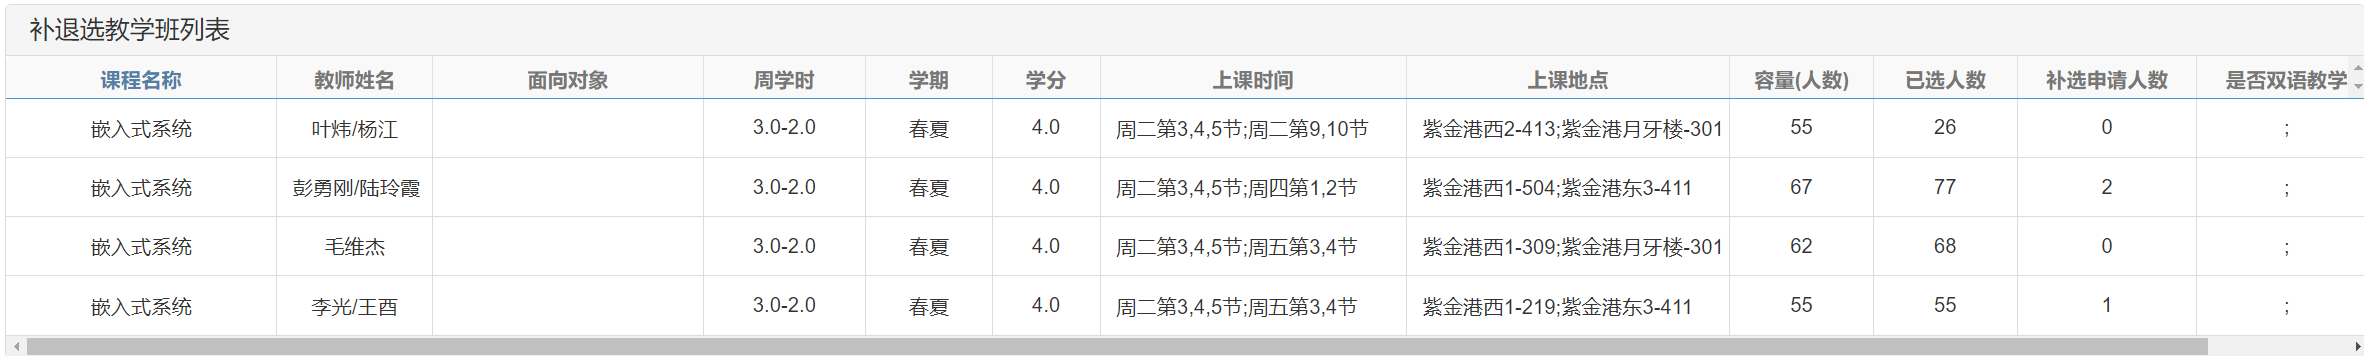 补退选教学班列表
课程名称 教师姓名 面向对象 周学时 学期 学分 上课时间 上课地点 容量(人数) 已选人数 补选申请人数 是否双语教学
嵌入式系统 叶炜/杨江 3.0-2.0 春夏 4.0 周二第3,4,5节;周二第9,10节 紫金港西2-413;紫金港月牙楼-301 55 26 0 ;
嵌入式系统 彭勇刚/陆玲霞 3.0-2.0 春夏 4.0 周二第3,4,5节;周四第1,2节 紫金港西1-504;紫金港东3-411 67 77 2 ;
嵌入式系统 毛维杰 3.0-2.0 春夏 4.0 周二第3,4,5节;周五第3,4节 紫金港西1-309;紫金港月牙楼-301 62 68 0 ;
嵌入式系统 李光/王酉 3.0-2.0 春夏 4.0 周二第3,4,5节;周五第3,4节 紫金港西1-219;紫金港东3-411 55 55 1 ;